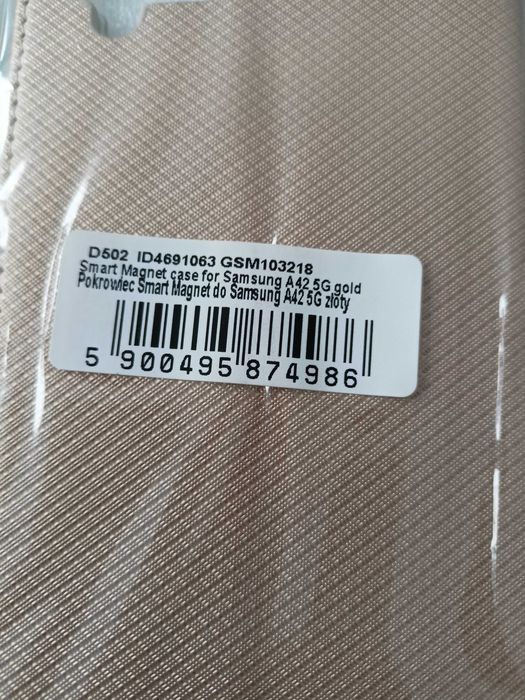 D502 ID4691063 GSM103218
Smart Magnet case for Samsung A42 5G gold
Pokrowiec Smart Magnet do Samsung A42 5G złoty
5 900495 874986